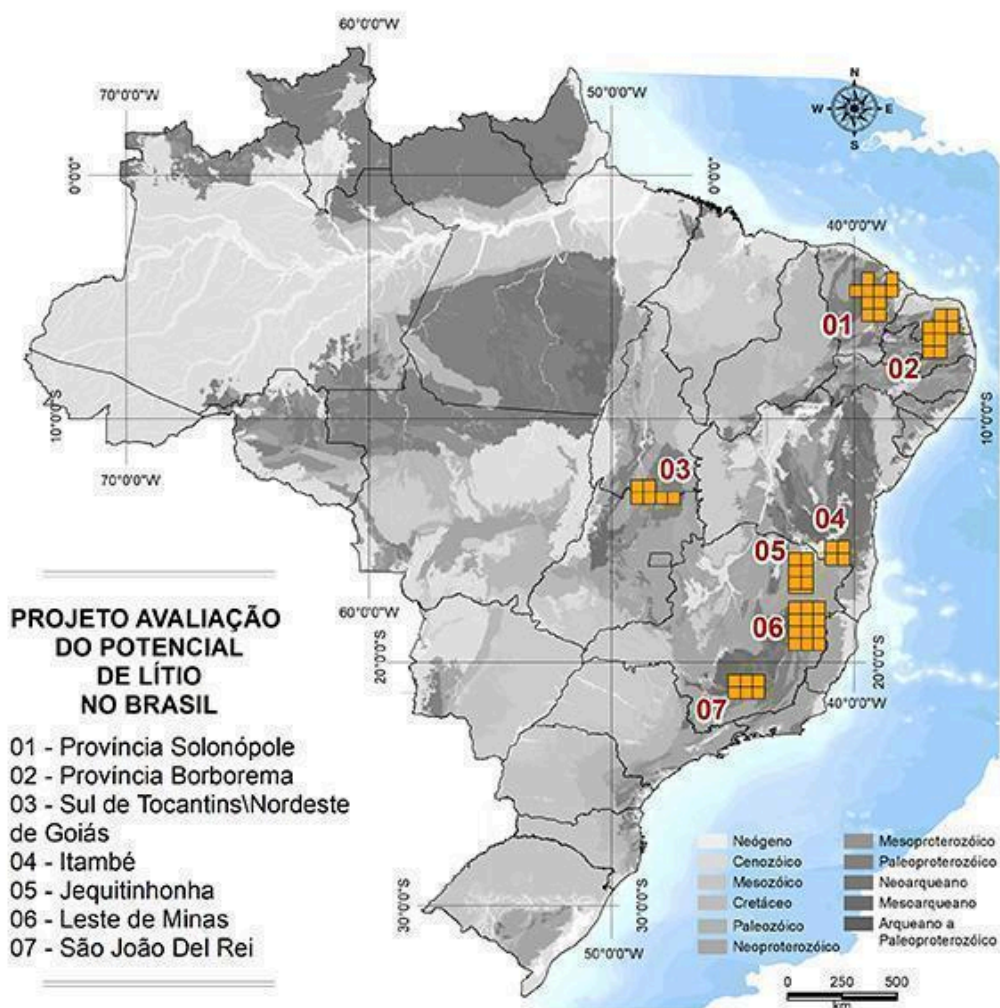 60°0'0"W
70°0'0"W
50°0'0"W
N
W
E
S
0°0'0"
0°0'0"
40°0'0"W
01
02
10°0'0"S
10°0'0"S
70°0'0"W
03
04
05
60°0'0"W
06
20°0'0"S
20°0'0"S
40°0'0"W
07
PROJETO AVALIAÇÃO
DO POTENCIAL
DE LÍTIO
NO BRASIL
01 - Província Solonópole
02 - Província Borborema
03 - Sul de Tocantins\Nordeste
de Goiás
04 - Itambé
05 - Jequitinhonha
06 - Leste de Minas
07 - São João Del Rei
30°0'0"S
30°0'0"S
50°0'0"W
Neógeno
Cenozóico
Mesozóico
Cretáceo
Paleozóico
Neoproterozóico
Mesoproterozóico
Paleoproterozóico
Neoarqueano
Mesoarqueano
Arqueano a
Paleoproterozóico
0 250 500
km